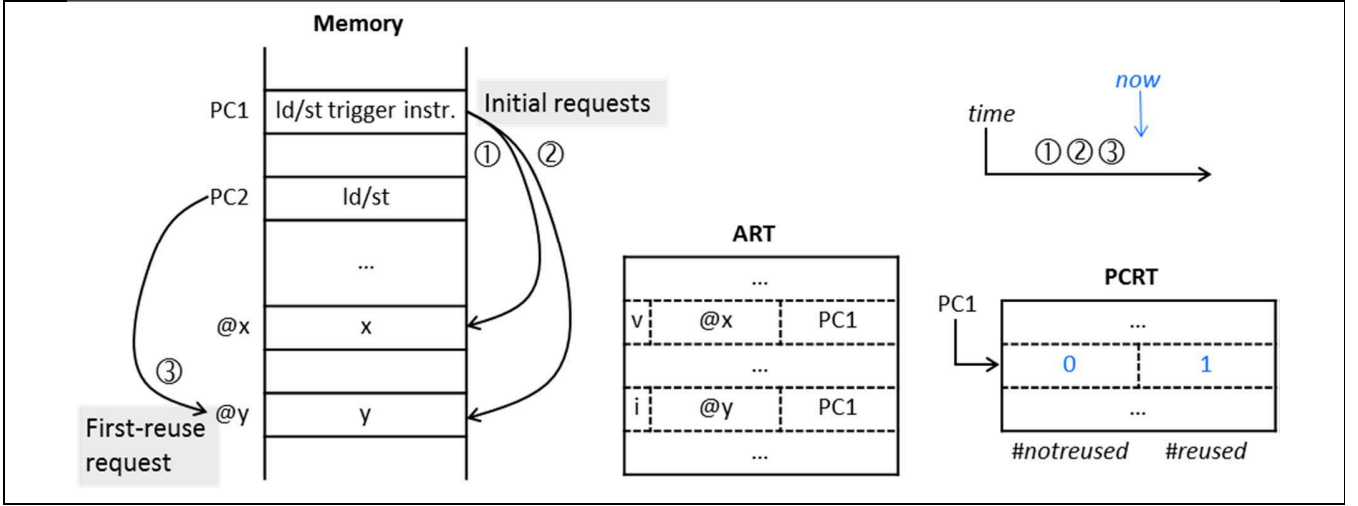 Memory
PC1
ld/st trigger instr.
Initial requests
① ②
PC2
ld/st
...
@x
x
③
@y
y
First-reuse
request
now
time
①②③
ART
...
v @x PC1
...
i @y PC1
...
PCRT
PC1
...
0 1
...
#notreused #reused